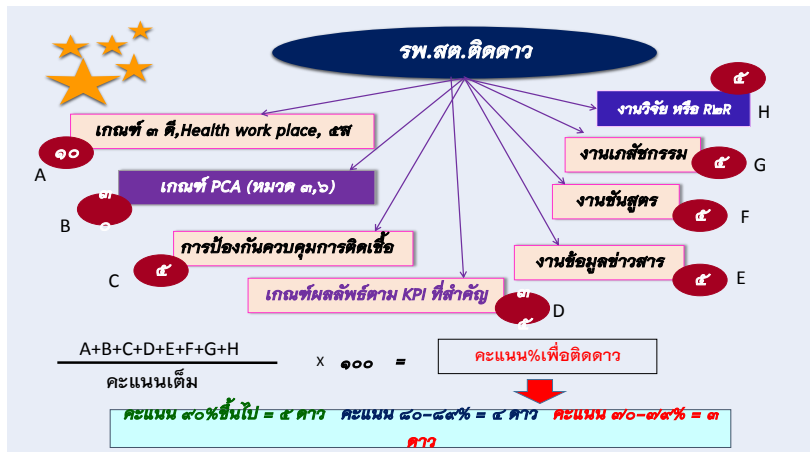 รพ.สต.ติดดาว
๕
งานวิจัย หรือ R๒R
H
เกณฑ์ ๓ ดี,Health work place, ๕ส
๑๐
A
งานเภสัชกรรม
๕
G
เกณฑ์ PCA (หมวด ๓,๖)
๓
๐
B
งานชันสูตร
๕
F
การป้องกันควบคุมการติดเชื้อ
๕
C
งานข้อมูลข่าวสาร
๕
E
เกณฑ์ผลลัพธ์ตาม KPI ที่สำคัญ
๓
๕
D
A+B+C+D+E+F+G+H
คะแนนเต็ม
x ๑๐๐ =
คะแนน%เพื่อติดดาว
คะแนน ๙๐%ขึ้นไป = ๕ ดาว คะแนน ๘๐-๘๙% = ๔ ดาว คะแนน ๗๐-๗๙% = ๓
ดาว